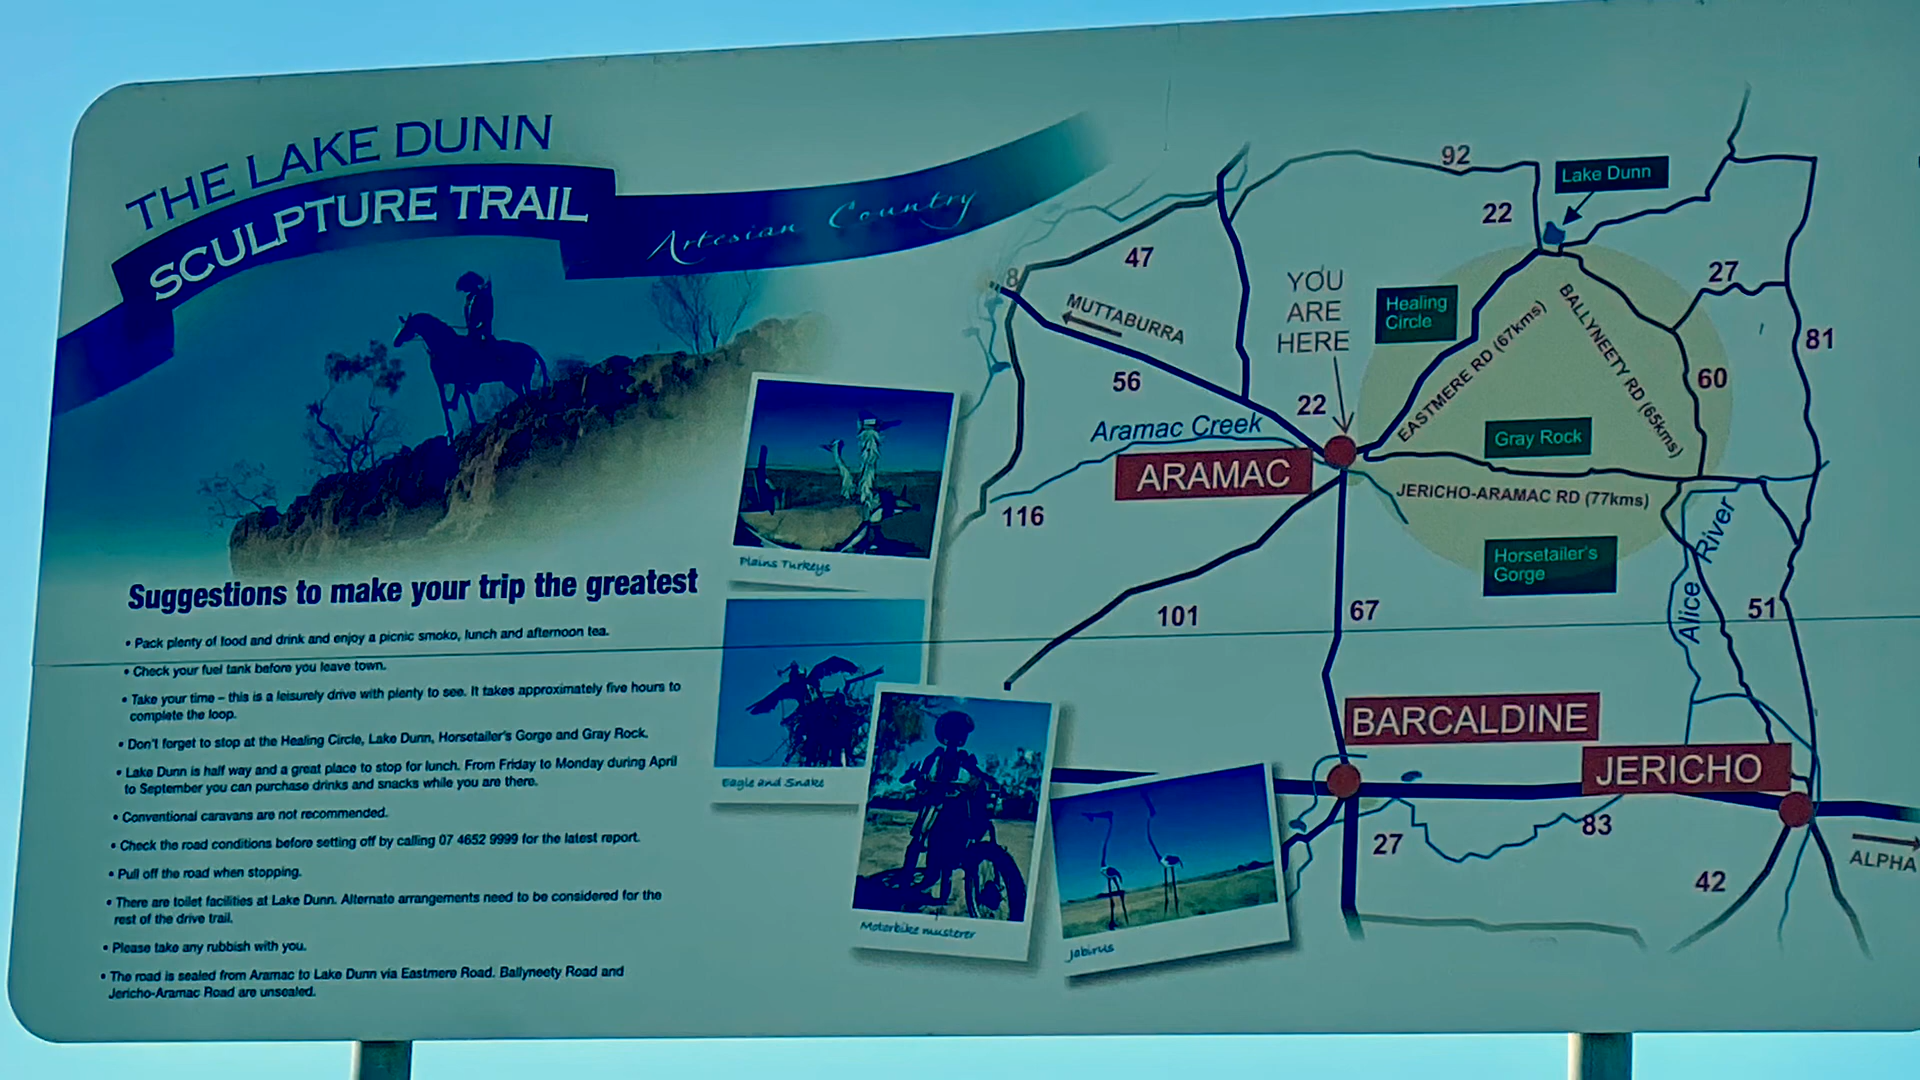 THE LAKE DUNN
SCULPTURE TRAIL
Artesian Country
Suggestions to make your trip the greatest
• Pack plenty of food and drink and enjoy a picnic smoko, lunch and afternoon tea.
• Check your fuel tank before you leave town.
• Take your time – this is a leisurely drive with plenty to see. It takes approximately five hours to
complete the loop.
• Don't forget to stop at the Healing Circle, Lake Dunn, Horsetailer's Gorge and Gray Rock.
• Lake Dunn is half way and a great place to stop for lunch. From Friday to Monday during April
to September you can purchase drinks and snacks while you are there.
• Conventional caravans are not recommended.
• Check the road conditions before setting off by calling 07 4652 9999 for the latest report.
• Pull off the road when stopping.
• There are toilet facilities at Lake Dunn. Alternate arrangements need to be considered for the
rest of the drive trail.
• Please take any rubbish with you.
• The road is sealed from Aramac to Lake Dunn via Eastmere Road. Ballyneety Road and
Jericho-Aramac Road are unsealed.
Plains Turkeys
Eagle and Snake
Motorbike musterer
Jabirus
92
Lake Dunn
22
47
8
27
YOU
ARE
HERE
Healing
Circle
MUTTABURRA
EASTMERE RD (67kms)
BALLYNEETY RD (65kms)
81
56
60
22
Aramac Creek
Gray Rock
ARAMAC
JERICHO-ARAMAC RD (77kms)
116
Alice River
Horsetailer's
Gorge
101
67
51
BARCALDINE
JERICHO
27
83
ALPHA
42